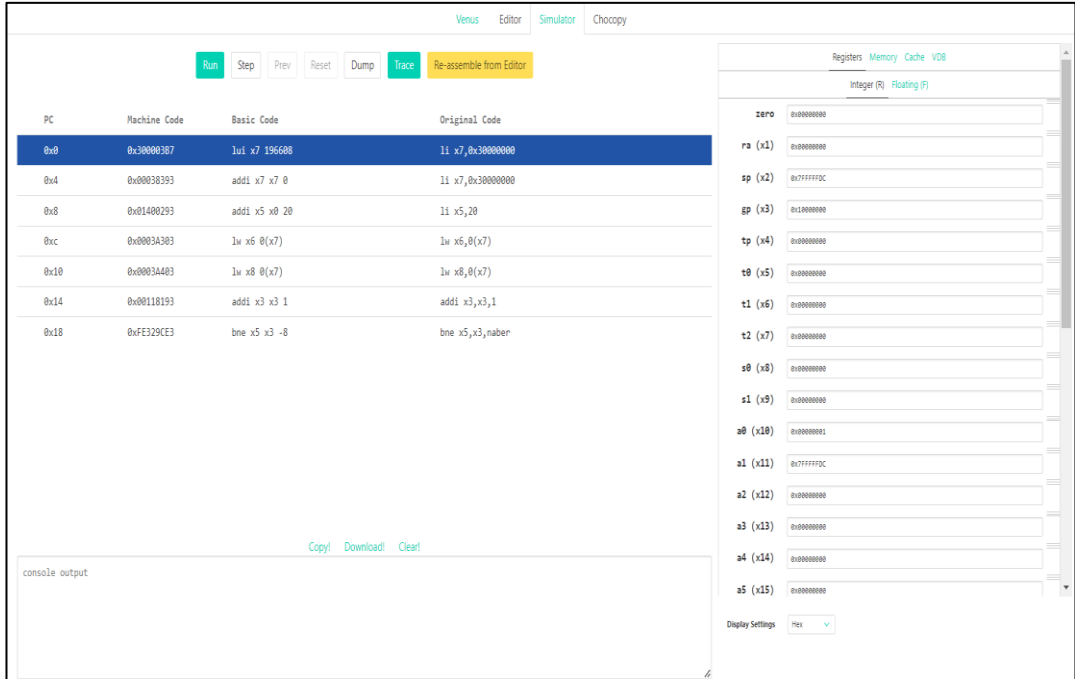 Venus Editor Simulator Chocopy
Run Step Prev Reset Dump Trace Re-assemble from Editor
PC Machine Code Basic Code Original Code
0x0 0x300003B7 lui x7 196608 li x7,0x30000000
0x4 0x00038393 addi x7 x7 0 li x7,0x30000000
0x8 0x01400293 addi x5 x0 20 li x5,20
0xc 0x0003A303 lw x6 0(x7) lw x6,0(x7)
0x10 0x0003A403 lw x8 0(x7) lw x8,0(x7)
0x14 0x00118193 addi x3 x3 1 addi x3,x3,1
0x18 0xFE329CE3 bne x5 x3 -8 bne x5,x3,naber
Copy! Download! Clear!
console output
Registers Memory Cache VDB
Integer (R) Floating (F)
zero 0x00000000
ra (x1) 0x00000000
sp (x2) 0x7FFFFFDC
gp (x3) 0x10000000
tp (x4) 0x00000000
t0 (x5) 0x00000000
t1 (x6) 0x00000000
t2 (x7) 0x00000000
s0 (x8) 0x00000000
s1 (x9) 0x00000000
a0 (x10) 0x00000001
a1 (x11) 0x7FFFFFDC
a2 (x12) 0x00000000
a3 (x13) 0x00000000
a4 (x14) 0x00000000
a5 (x15) 0x00000000
Display Settings Hex